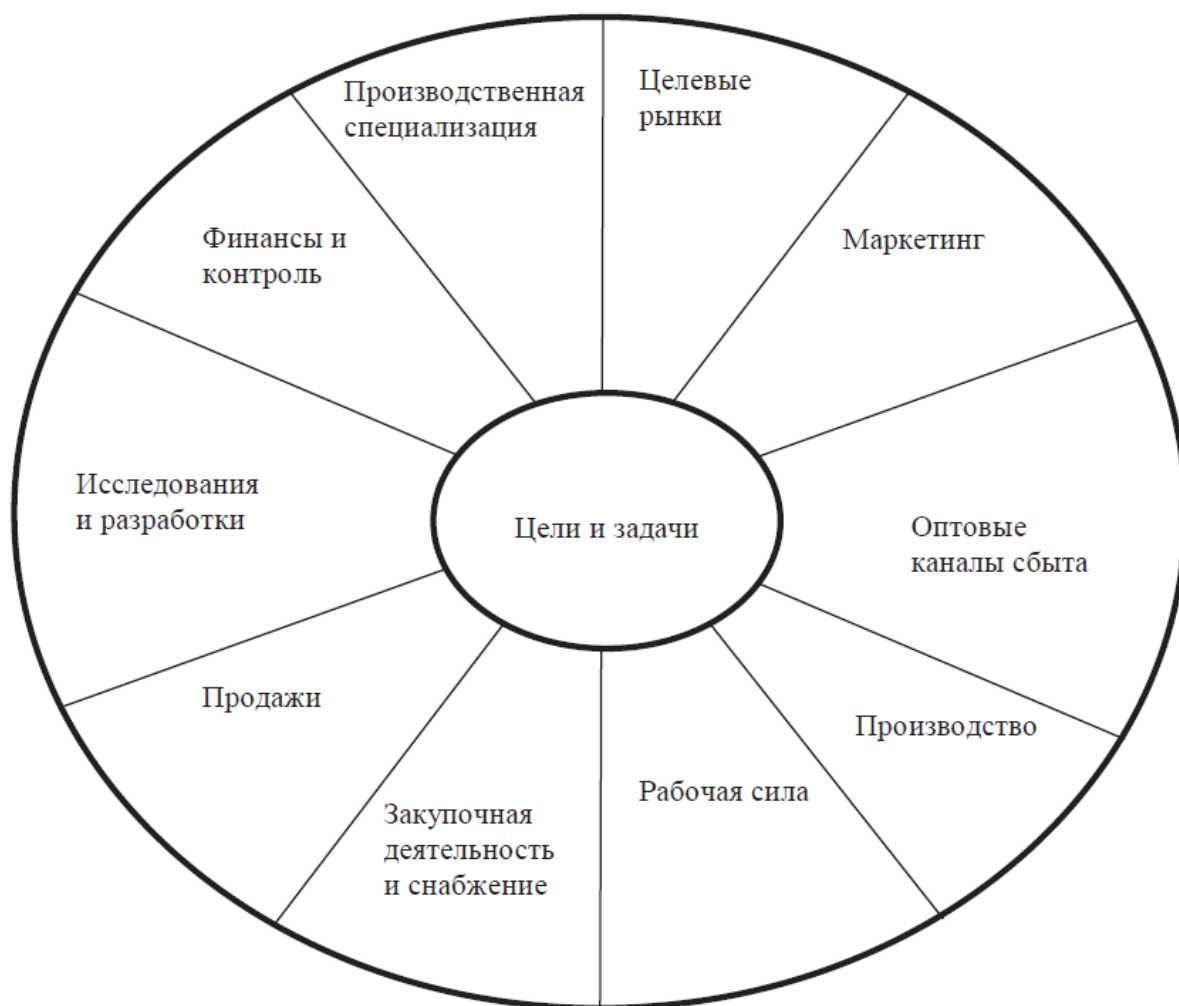 Производственная
специализация
Целевые
рынки
Маркетинг
Финансы и
контроль
Исследования
и разработки
Цели и задачи
Оптовые
каналы сбыта
Продажи
Производство
Рабочая сила
Закупочная
деятельность
и снабжение